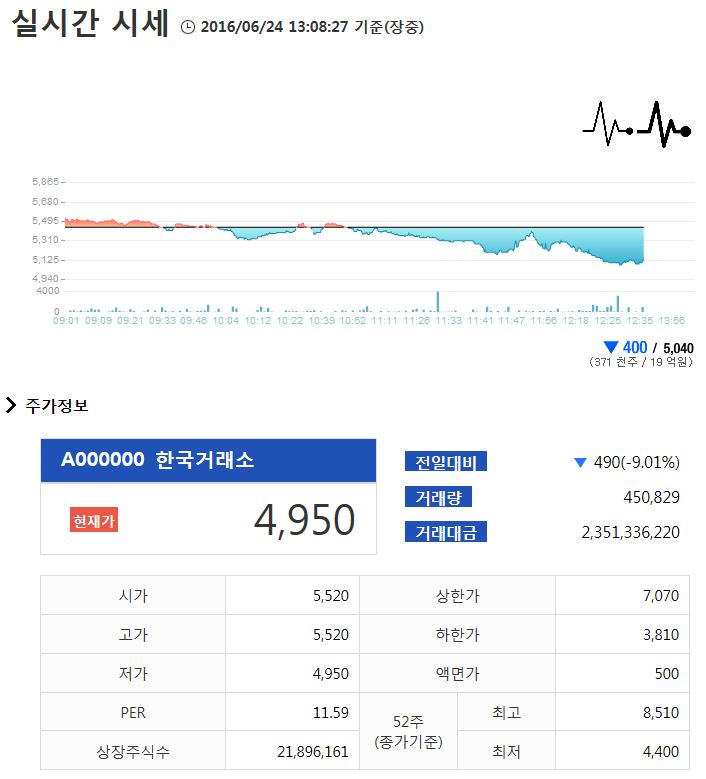 실시간 시세 2016/06/24 13:08:27 기준(장중)
5,865
5,680
5,495
5,310
5,125
4,940
4000
0
09:01 09:09 09:21 09:33 09:46 10:04 10:12 10:22 10:39 10:52 11:11 11:26 11:33 11:41 11:47 11:56 12:18 12:25 12:35 13:56
▼ 400 / 5,040
(371 천주 / 19 억원)
주가정보
A000000 한국거래소
현재가 4,950
전일대비 ▼ 490(-9.01%)
거래량 450,829
거래대금 2,351,336,220
시가 5,520 상한가 7,070
고가 5,520 하한가 3,810
저가 4,950 액면가 500
PER 11.59 52주 (종가기준) 최고 8,510
상장주식수 21,896,161 최저 4,400